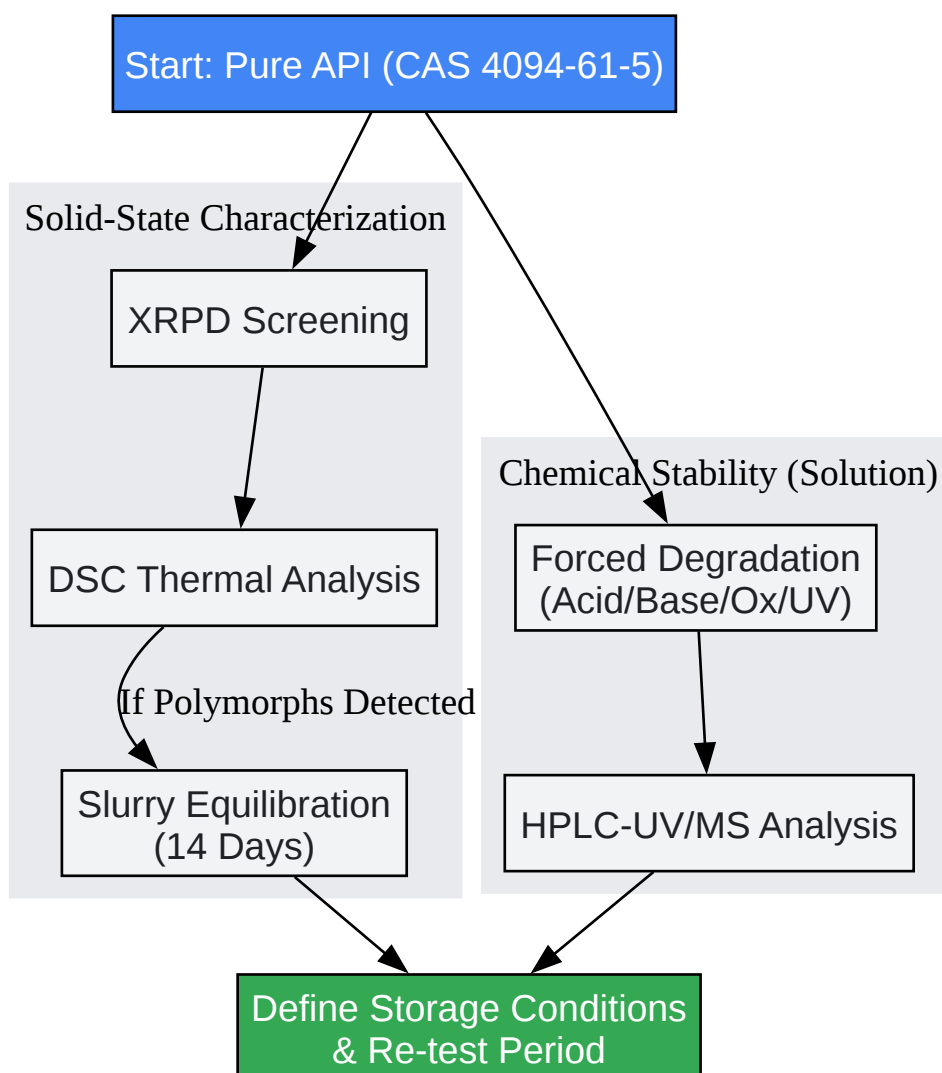 Start: Pure API (CAS 4094-61-5)
Solid-State Characterization
XRPD Screening
DSC Thermal Analysis
If Polymorphs Detected
Slurry Equilibration
(14 Days)
Chemical Stability (Solution)
Forced Degradation
(Acid/Base/Ox/UV)
HPLC-UV/MS Analysis
Define Storage Conditions
& Re-test Period